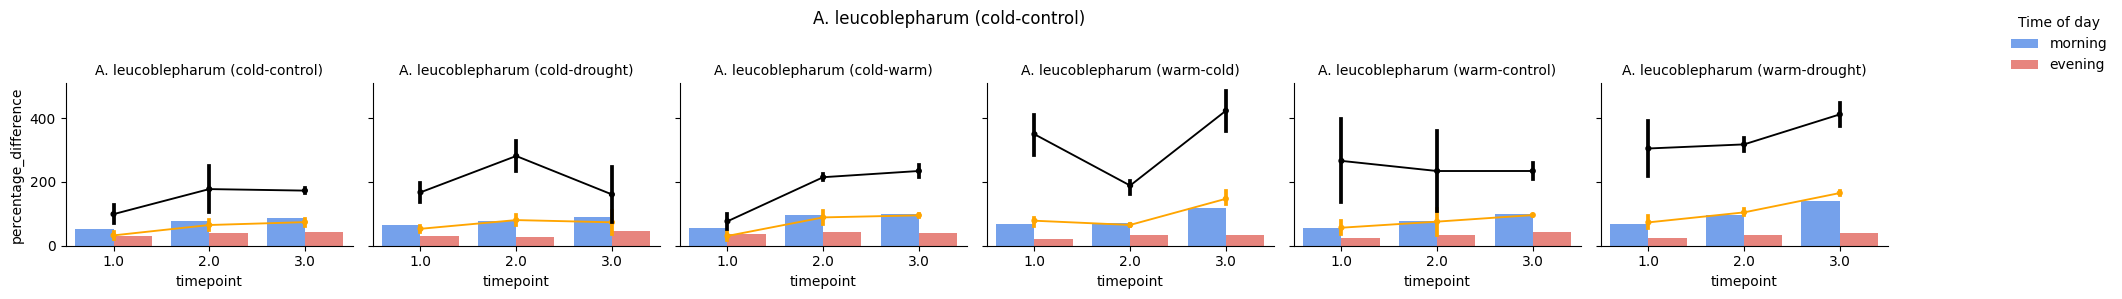 A. leucoblepharum (cold-control)
Time of day
morning
evening
A. leucoblepharum (cold-control)
A. leucoblepharum (cold-drought)
A. leucoblepharum (cold-warm)
A. leucoblepharum (warm-cold)
A. leucoblepharum (warm-control)
A. leucoblepharum (warm-drought)
percentage_difference
400
200
0
1.0 2.0 3.0
timepoint
1.0 2.0 3.0
timepoint
1.0 2.0 3.0
timepoint
1.0 2.0 3.0
timepoint
1.0 2.0 3.0
timepoint
1.0 2.0 3.0
timepoint